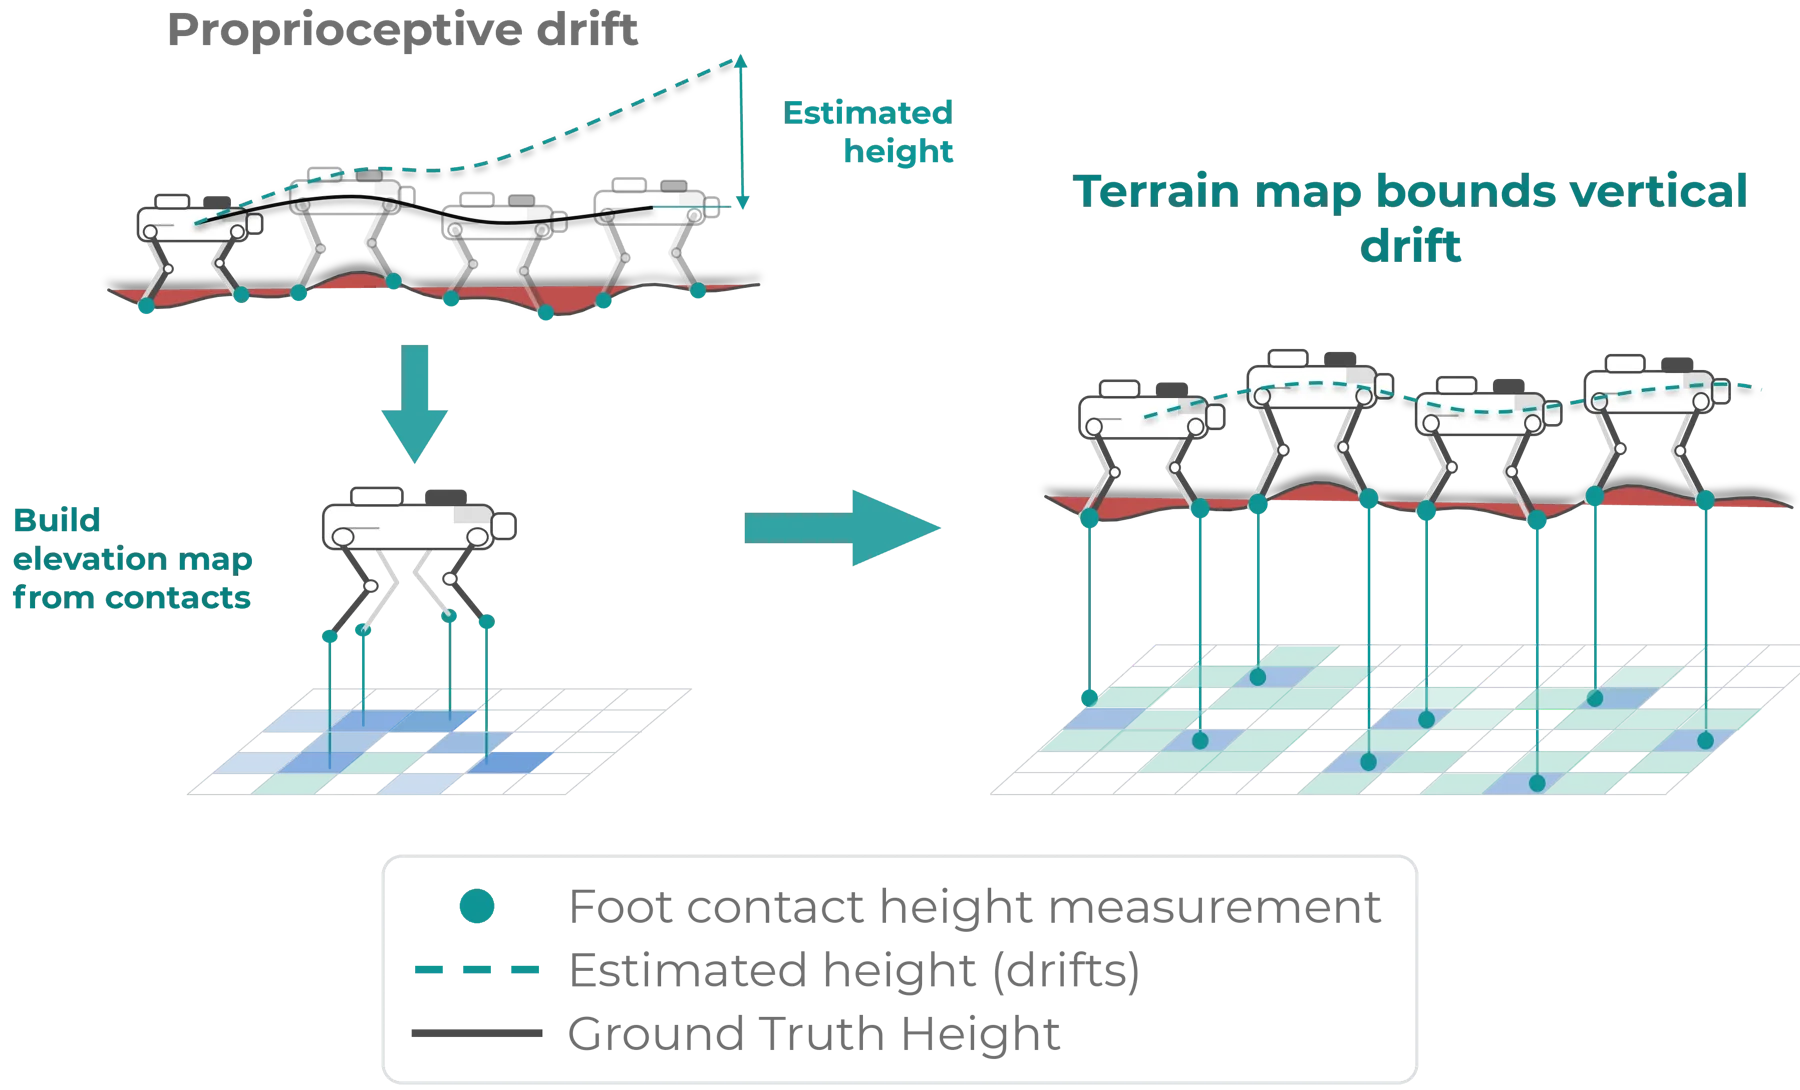 Proprioceptive drift
Estimated
height
Terrain map bounds vertical
drift
Build
elevation map
from contacts
Foot contact height measurement
Estimated height (drifts)
Ground Truth Height